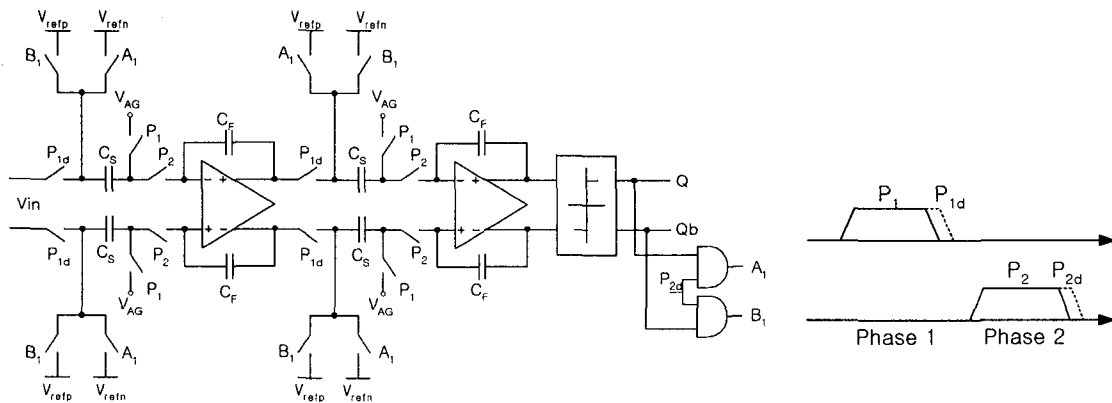 Vrefp Vrefn Vrefp Vrefn
B1 A1 A1 B1
VAG VAG
P1d CS P1 P2 CF P1d CS P1 P2 CF
- + - +
Q
Vin
Qb
- + - +
P1d CS P2 CF P1d CS P2 CF
P1 P1
VAG VAG
P2d
A1
B1
B1 A1 B1 A1
Vrefp Vrefn Vrefp Vrefn
P1 P1d
P2 P2d
Phase 1 Phase 2